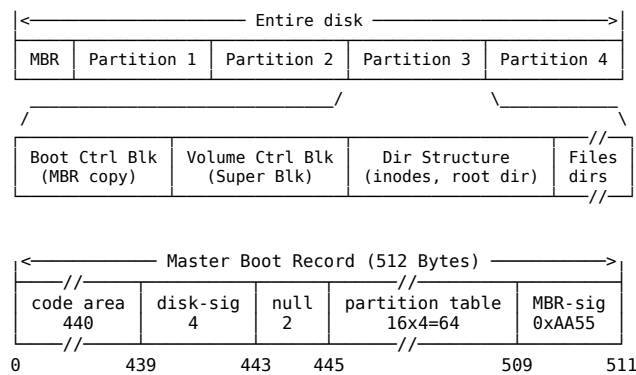 Entire disk
MBR Partition 1 Partition 2 Partition 3 Partition 4
Boot Ctrl Blk Volume Ctrl Blk Dir Structure Files
(MBR copy) (Super Blk) (inodes, root dir) dirs
Master Boot Record (512 Bytes)
code area disk-sig null partition table MBR-sig
440 4 2 16x4=64 0xAA55
0 439 443 445 509 511